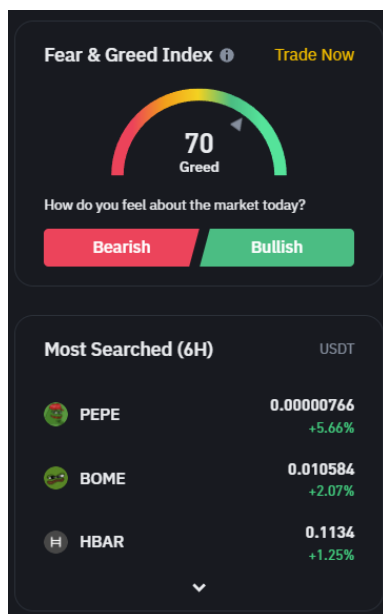 Fear & Greed Index Trade Now
70
Greed
How do you feel about the market today?
Bearish Bullish
Most Searched (6H) USDT
PEPE 0.00000766
+5.66%
BOME 0.010584
+2.07%
HBAR 0.1134
+1.25%